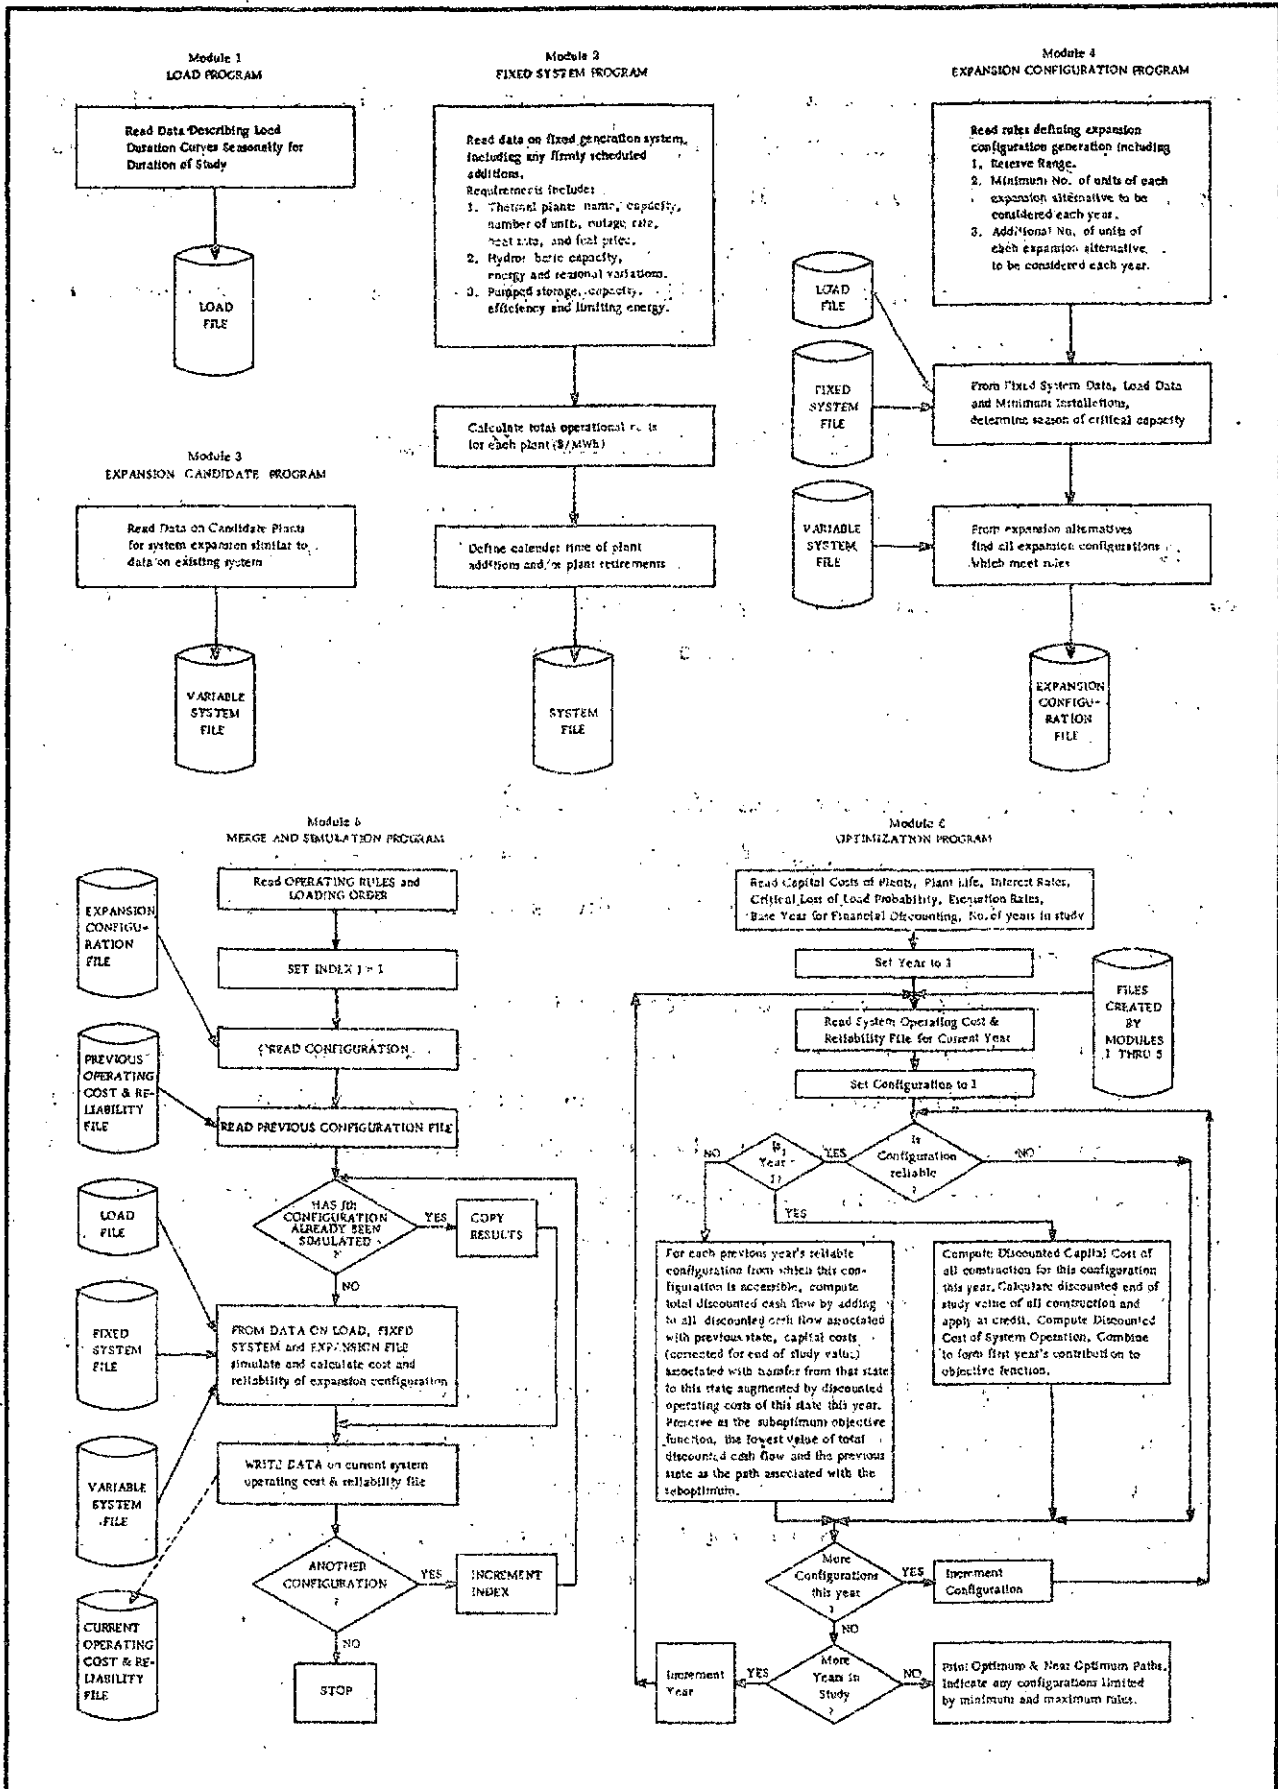 Module 1
LOAD PROGRAM
Read Data Describing Load
Duration Curves Seasonally for
Duration of Study
LOAD
FILE
Module 2
FIXED SYSTEM PROGRAM
Read data on fixed generation system,
including any firmly scheduled
additions.
Requirements include:
1. Thermal plants name, capacity,
number of units, outage rate,
heat rate, and fuel price.
2. Hydro: basic capacity,
energy and seasonal variations.
3. Pumped storage, capacity,
efficiency and limiting energy.
Calculate total operational
for each plant ($/MWh)
Define calender time of plant
additions and/or plant retirements
SYSTEM
FILE
Module 3
EXPANSION CANDIDATE PROGRAM
Read Data on Candidate Plants
for system expansion similar to
data on existing system
VARIABLE
SYSTEM
FILE
Module 4
EXPANSION CONFIGURATION PROGRAM
Read rules defining expansion
configuration generation including
1. Reserve Range.
2. Minimum No. of units of each
expansion alternative to be
considered each year.
3. Additional No. of units of
each expansion alternative
to be considered each year.
LOAD
FILE
FIXED
SYSTEM
FILE
From Fixed System Data, Load Data
and Minimum Installations,
determine season of critical capacity
VARIABLE
SYSTEM
FILE
From expansion alternatives
find all expansion configurations
which meet rules
EXPANSION
CONFIGU-
RATION
FILE
Module 5
MERGE AND SIMULATION PROGRAM
Read OPERATING RULES and
LOADING ORDER
EXPANSION
CONFIGU-
RATION
FILE
SET INDEX J = 1
READ CONFIGURATION
PREVIOUS
OPERATING
COST & RE-
LIABILITY
FILE
READ PREVIOUS CONFIGURATION FILE
LOAD
FILE
HAS Jth
CONFIGURATION
ALREADY BEEN
SIMULATED
?
YES
COPY
RESULTS
NO
FIXED
SYSTEM
FILE
FROM DATA ON LOAD, FIXED
SYSTEM and EXPANSION FILE
simulate and calculate cost and
reliability of expansion configuration
VARIABLE
SYSTEM
FILE
WRITE DATA on current system
operating cost & reliability file
ANOTHER
CONFIGURATION
?
YES
INCREMENT
INDEX
NO
CURRENT
OPERATING
COST & RE-
LIABILITY
FILE
STOP
Module 6
OPTIMIZATION PROGRAM
Read Capital Costs of Plants, Plant Life, Interest Rates,
Critical Loss of Load Probability, Escalation Rates,
Base Year for Financial Discounting, No. of years in study
Set Year to 1
FILES
CREATED
BY
MODULES
1 THRU 5
Read System Operating Cost &
Reliability File for Current Year
Set Configuration to 1
Is
Configuration
reliable
?
NO
YES
Is
Year
1?
NO
YES
For each previous year's reliable
configuration from which this con-
figuration is accessible, compute
total discounted cash flow by adding
to all discounted cash flow associated
with previous state, capital costs
(corrected for end of study value)
associated with transfer from that state
to this state augmented by discounted
operating costs of this state this year.
Preserve as the suboptimum objective
function, the lowest value of total
discounted cash flow and the previous
state as the path associated with the
suboptimum.
Compute Discounted Capital Cost of
all construction for this configuration
this year. Calculate discounted end of
study value of all construction and
apply as credit. Compute Discounted
Cost of System Operation. Combine
to form first year's contribution to
objective function.
More
Configurations
this year
?
YES
Increment
Configuration
NO
More
Years in
Study
?
YES
Increment
Year
NO
Print Optimum & Near Optimum Paths.
Indicate any configurations limited
by minimum and maximum rules.